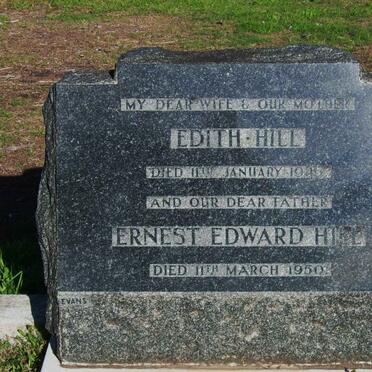 MY DEAR WIFE & OUR MOTHER
EDITH · HILL
DIED 11TH JANUARY
AND OUR DEAR FATHER
ERNEST EDWARD HILL
DIED 11TH MARCH 1950
EVANS